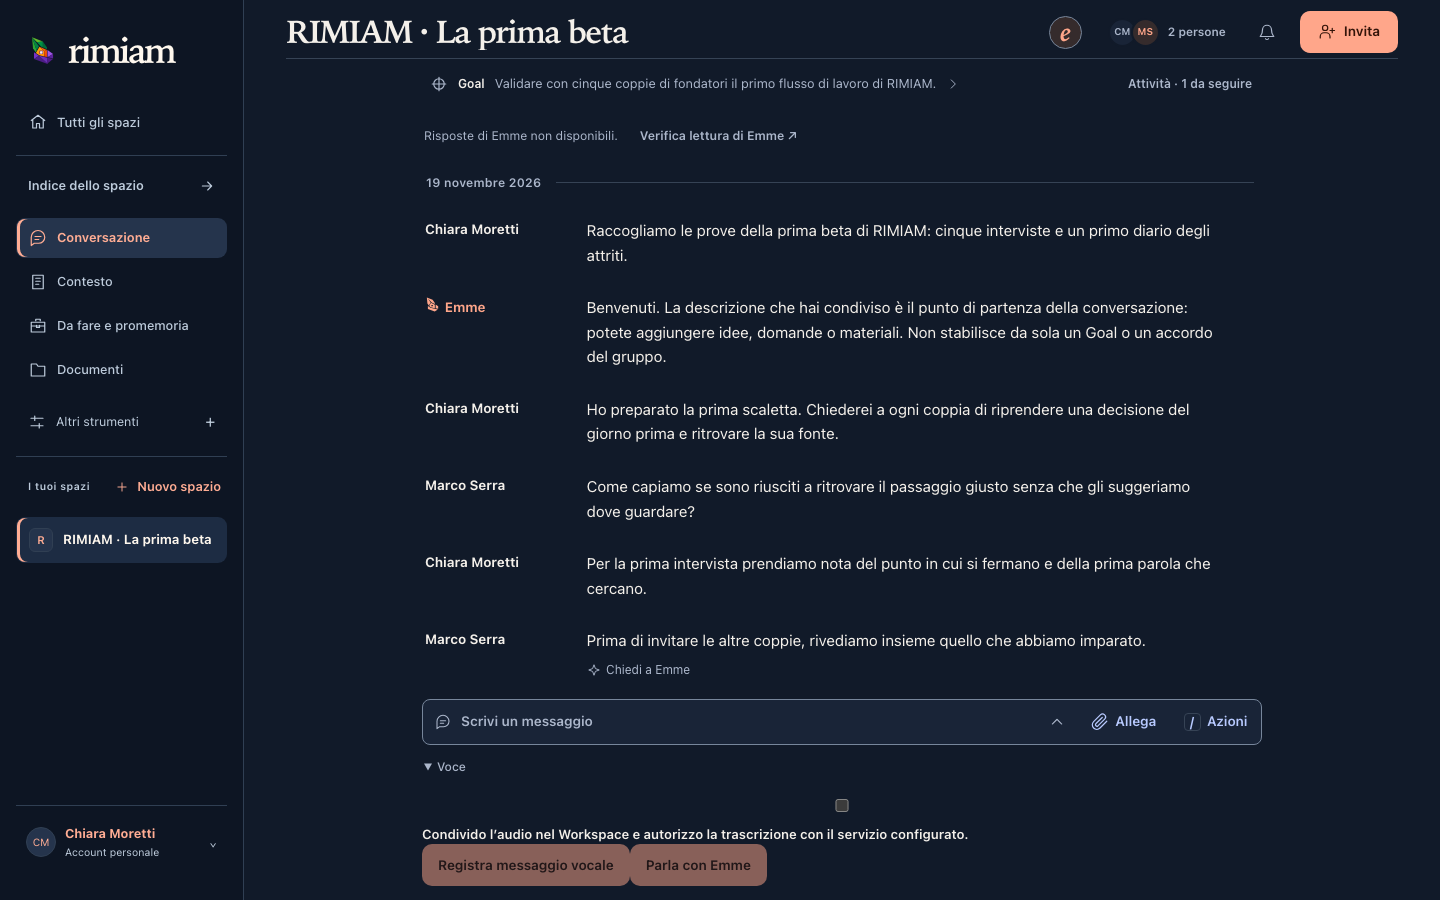 rimiam
Tutti gli spazi
Indice dello spazio
Conversazione
Contesto
Da fare e promemoria
Documenti
Altri strumenti
I tuoi spazi
+ Nuovo spazio
R
RIMIAM · La prima beta
CM
Chiara Moretti
Account personale
RIMIAM · La prima beta
e
CM
MS
2 persone
Invita
Goal
Validare con cinque coppie di fondatori il primo flusso di lavoro di RIMIAM.
Attività · 1 da seguire
Risposte di Emme non disponibili.
Verifica lettura di Emme ↗
19 novembre 2026
Chiara Moretti
Raccogliamo le prove della prima beta di RIMIAM: cinque interviste e un primo diario degli
attriti.
Emme
Benvenuti. La descrizione che hai condiviso è il punto di partenza della conversazione:
potete aggiungere idee, domande o materiali. Non stabilisce da sola un Goal o un accordo
del gruppo.
Chiara Moretti
Ho preparato la prima scaletta. Chiederei a ogni coppia di riprendere una decisione del
giorno prima e ritrovare la sua fonte.
Marco Serra
Come capiamo se sono riusciti a ritrovare il passaggio giusto senza che gli suggeriamo
dove guardare?
Chiara Moretti
Per la prima intervista prendiamo nota del punto in cui si fermano e della prima parola che
cercano.
Marco Serra
Prima di invitare le altre coppie, rivediamo insieme quello che abbiamo imparato.
Chiedi a Emme
Scrivi un messaggio
Allega
/ Azioni
▼ Voce
Condivido l’audio nel Workspace e autorizzo la trascrizione con il servizio configurato.
Registra messaggio vocale
Parla con Emme